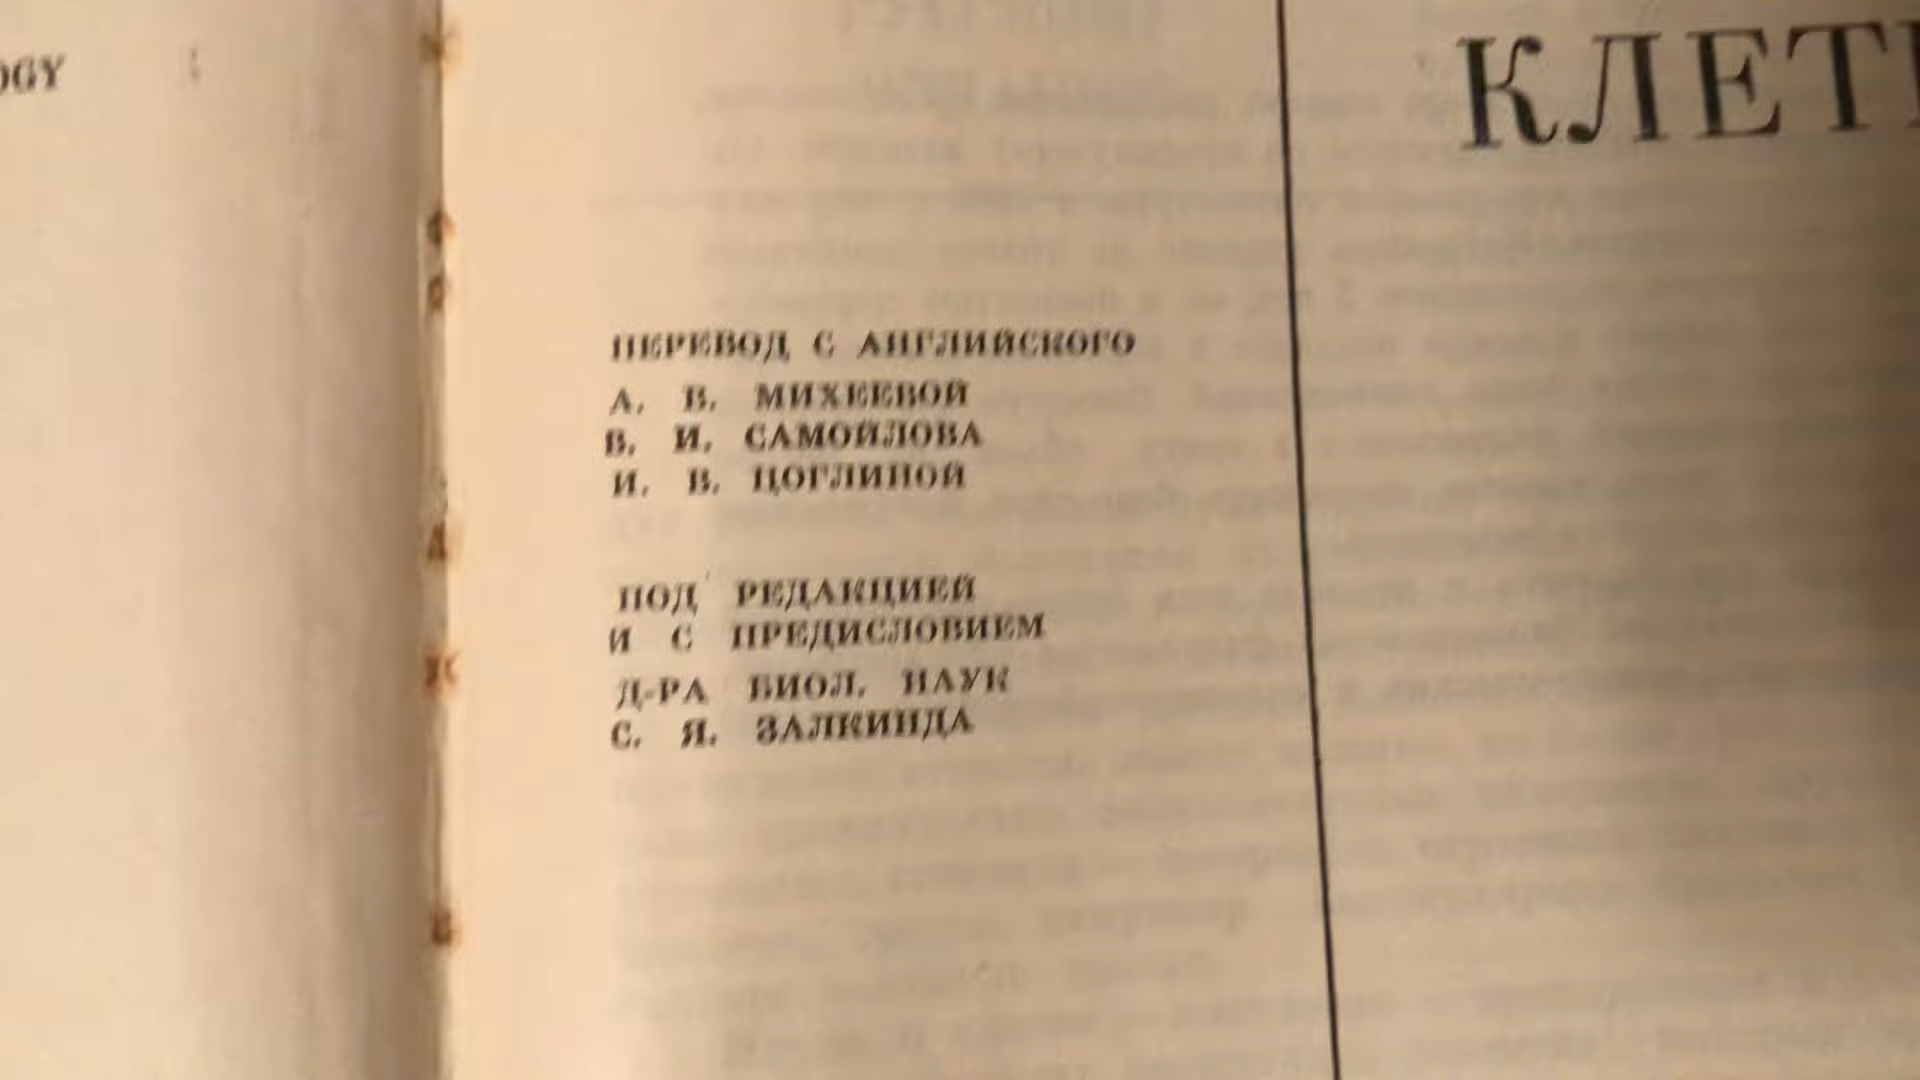 OGY
КЛЕТ
ПЕРЕВОД С АНГЛИЙСКОГО
А. В. МИХЕЕВОЙ
В. И. САМОЙЛОВА
И. В. ЦОГЛИНОЙ
ПОД РЕДАКЦИЕЙ
И С ПРЕДИСЛОВИЕМ
Д-РА БИОЛ. НАУК
С. Я. ЗАЛКИНДА